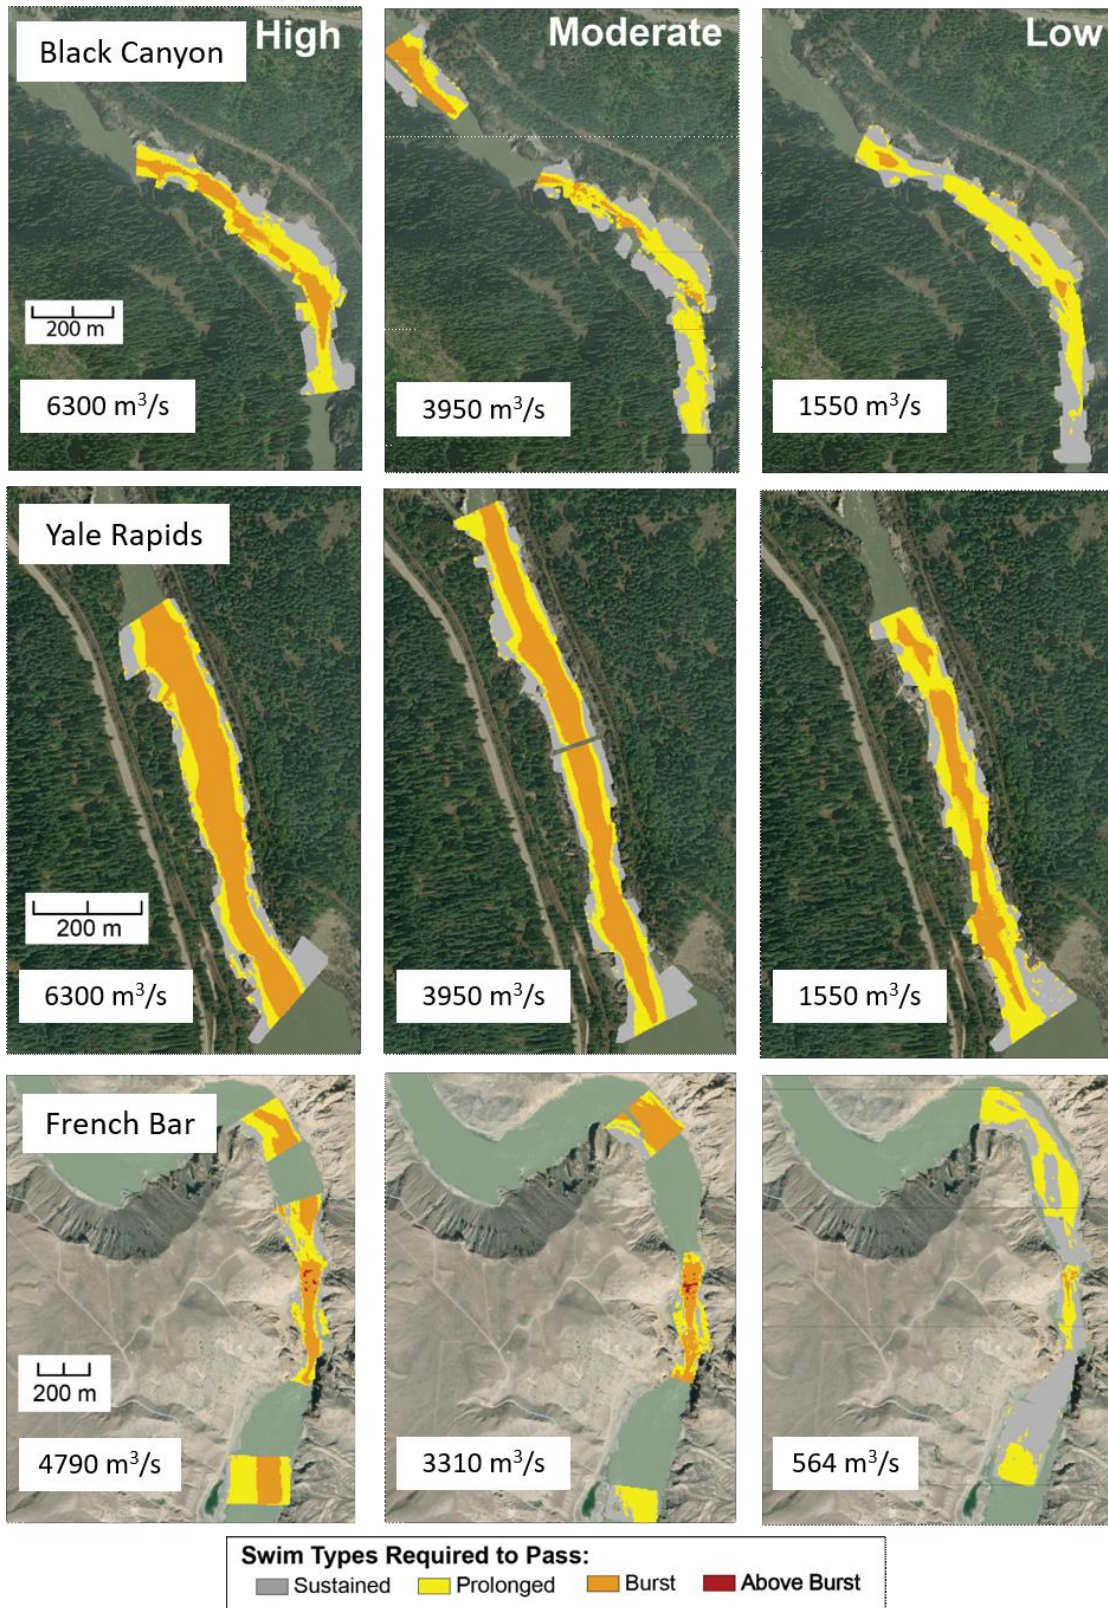 Black Canyon
High
Moderate
Low
200 m
6300 m³/s
3950 m³/s
1550 m³/s
Yale Rapids
200 m
6300 m³/s
3950 m³/s
1550 m³/s
French Bar
200 m
4790 m³/s
3310 m³/s
564 m³/s
Swim Types Required to Pass:
Sustained Prolonged Burst Above Burst